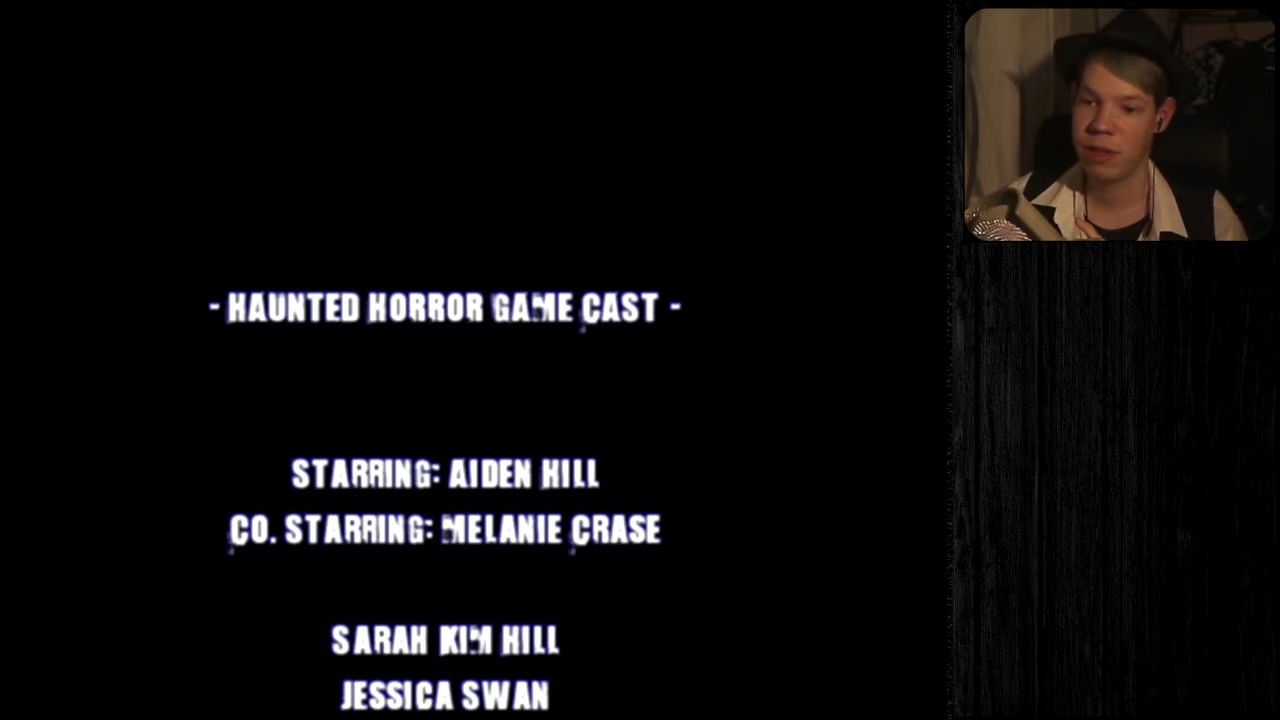 - HAUNTED HORROR GAME CAST -
STARRING: AIDEN HILL
CO. STARRING: MELANIE CRASE
SARAH KIM HILL
JESSICA SWAN